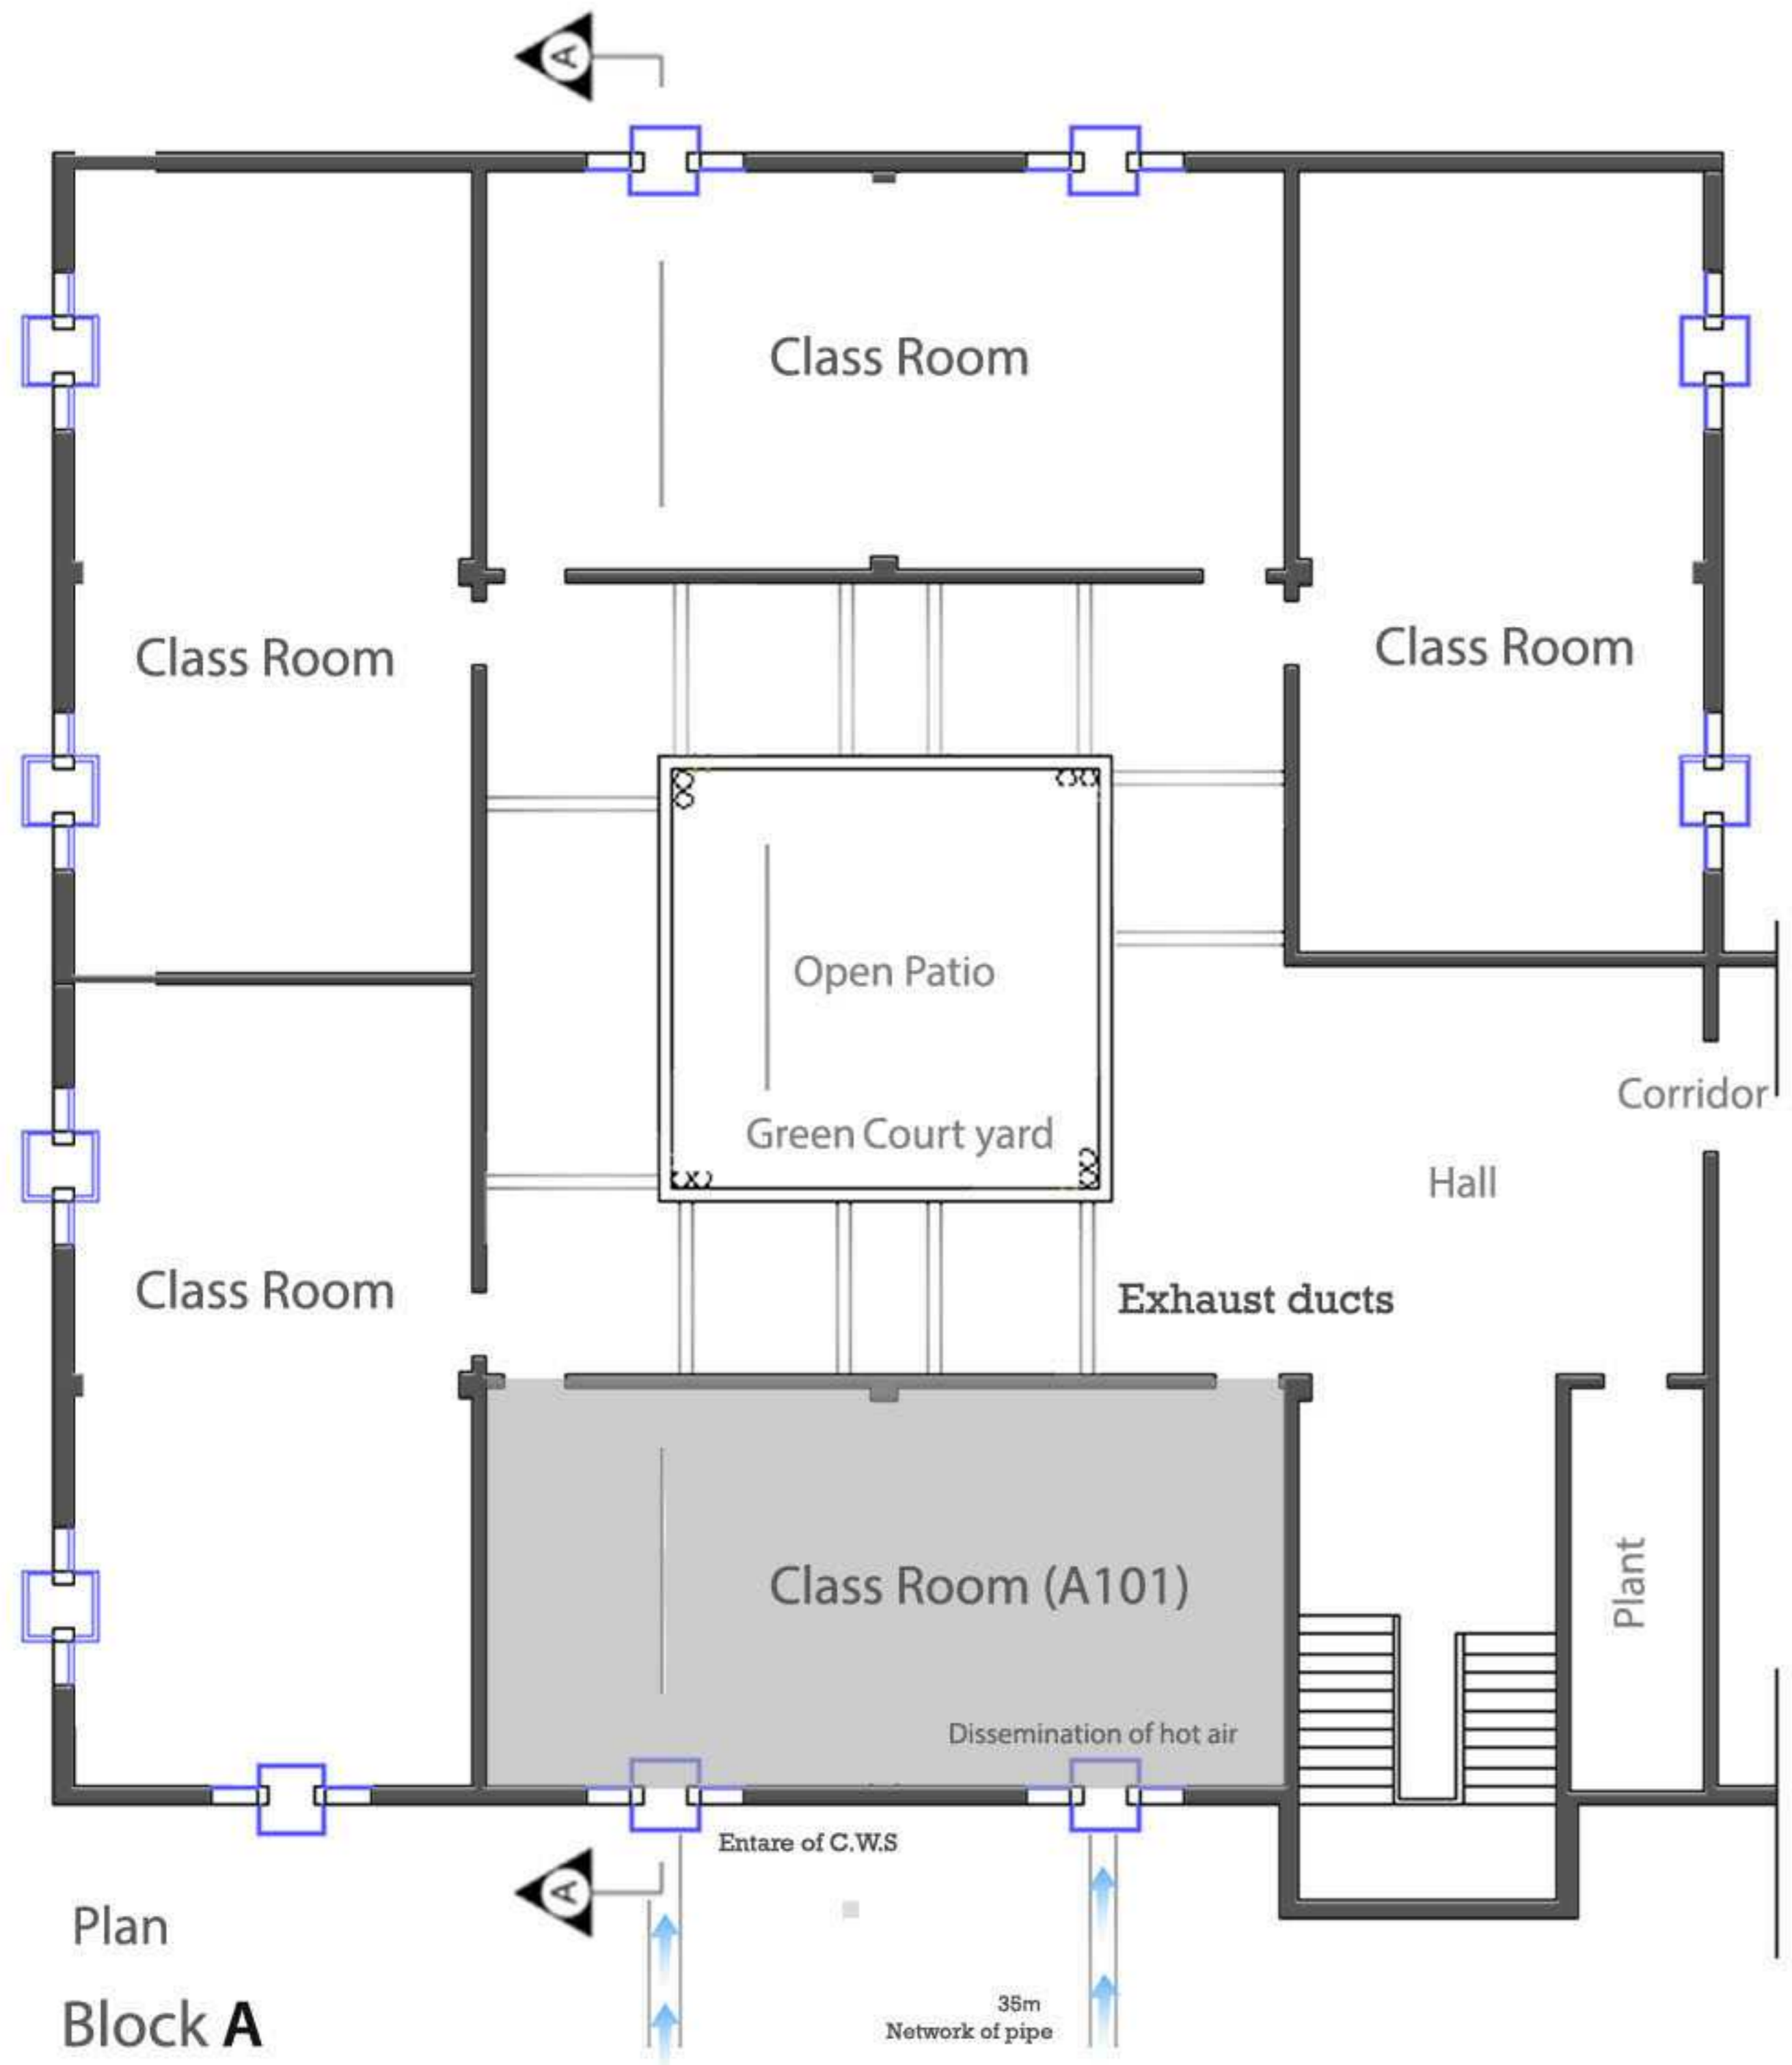 A
Class Room
Class Room
Class Room
Open Patio
Green Court yard
Corridor
Hall
Class Room
Exhaust ducts
Class Room (A101)
Plant
Dissemination of hot air
Entare of C.W.S
A
Plan
35m
Network of pipe
Block A